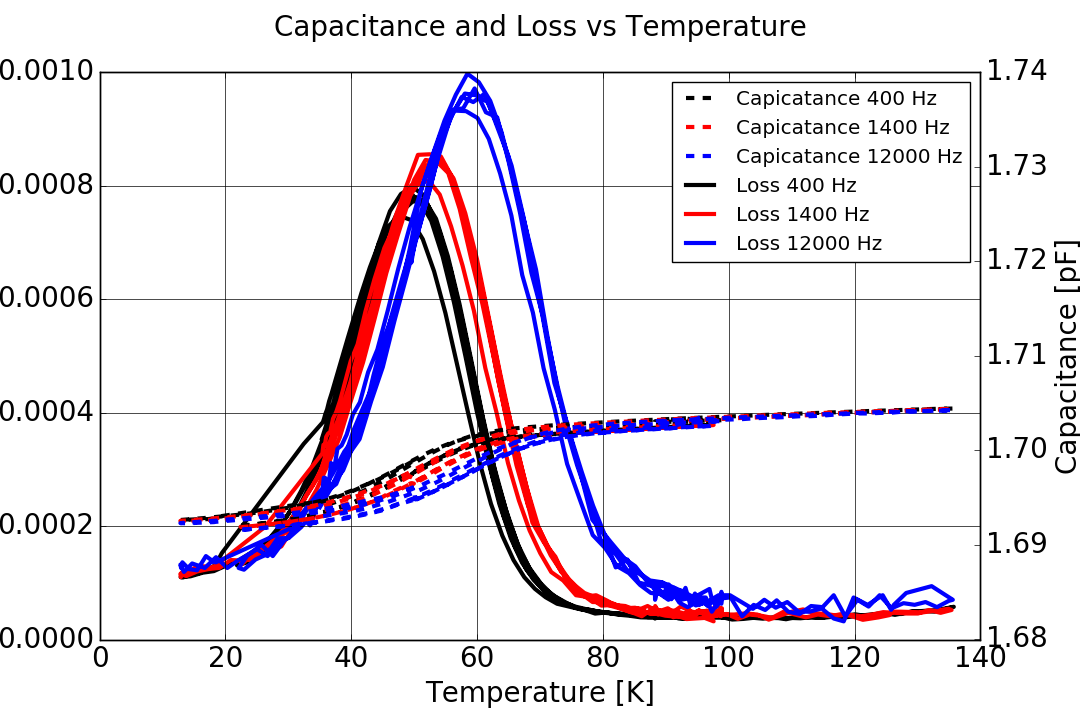 Capacitance and Loss vs Temperature
0.0010
0.0008
0.0006
0.0004
0.0002
0.0000
1.74
1.73
1.72
1.71
1.70
1.69
1.68
Capicatance 400 Hz
Capicatance 1400 Hz
Capicatance 12000 Hz
Loss 400 Hz
Loss 1400 Hz
Loss 12000 Hz
Capacitance [pF]
0 20 40 60 80 100 120 140
Temperature [K]